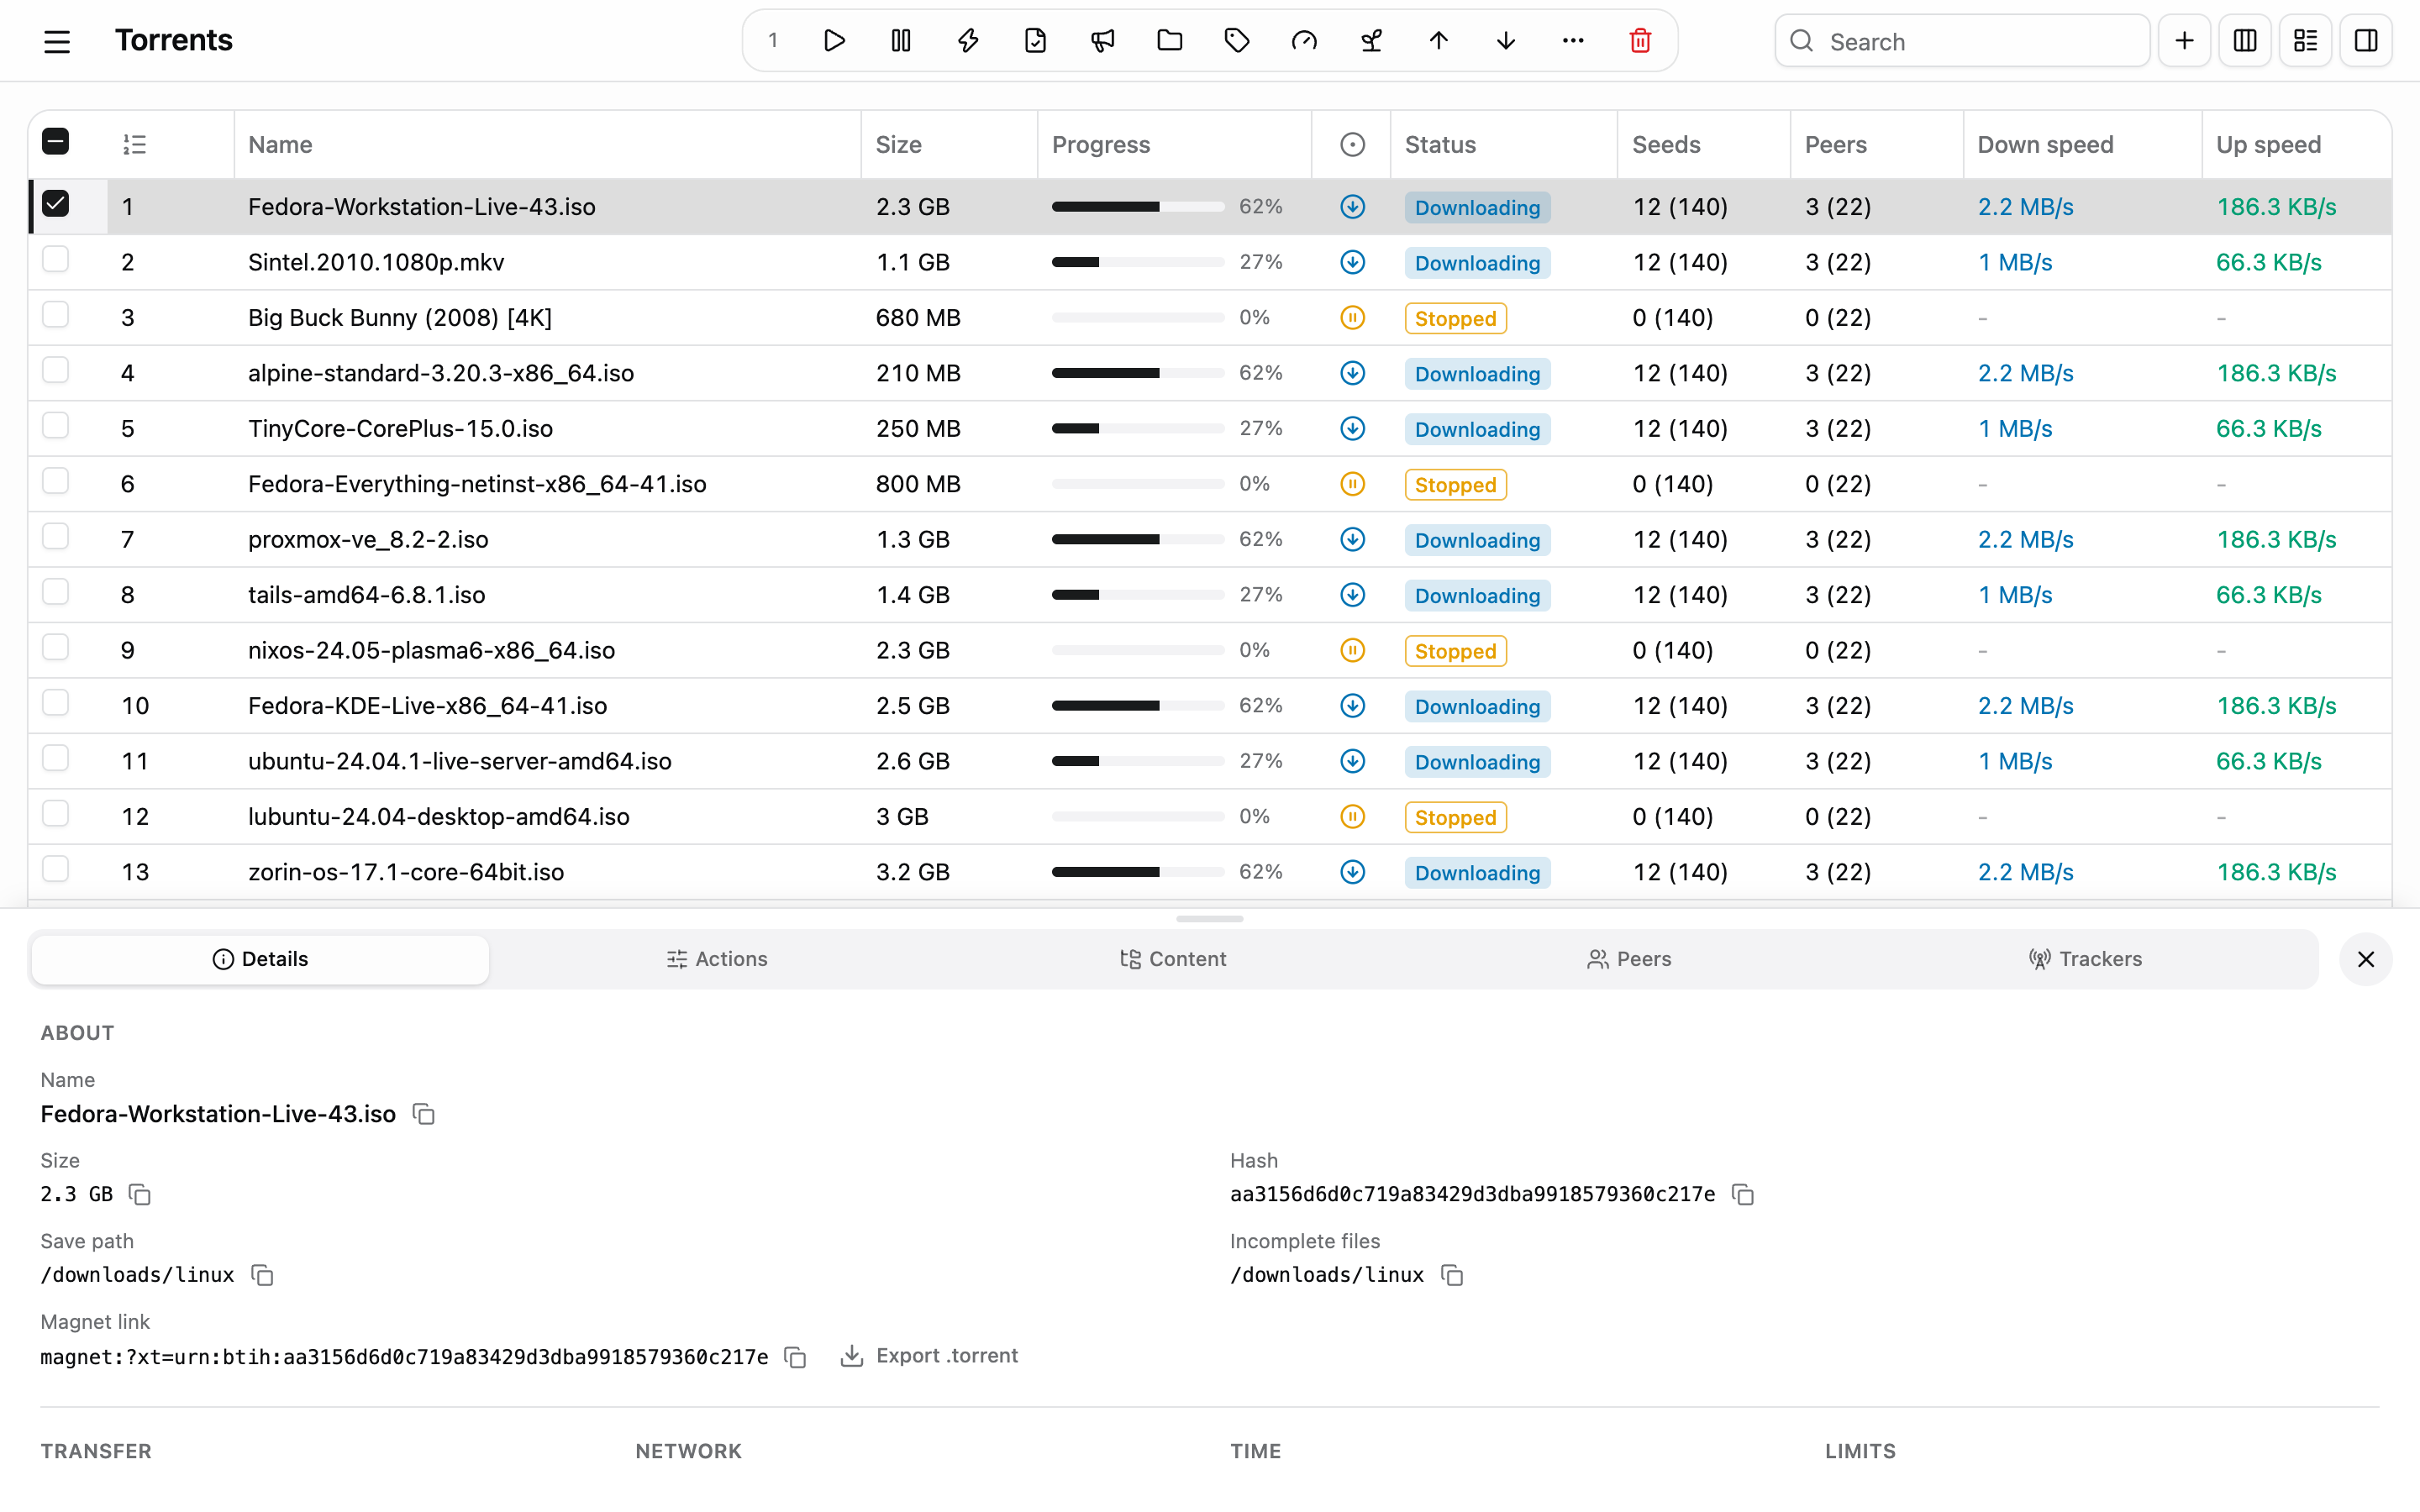 Torrents
1
Search
Name Size Progress Status Seeds Peers Down speed Up speed
1 Fedora-Workstation-Live-43.iso 2.3 GB 62% Downloading 12 (140) 3 (22) 2.2 MB/s 186.3 KB/s
2 Sintel.2010.1080p.mkv 1.1 GB 27% Downloading 12 (140) 3 (22) 1 MB/s 66.3 KB/s
3 Big Buck Bunny (2008) [4K] 680 MB 0% Stopped 0 (140) 0 (22) - -
4 alpine-standard-3.20.3-x86_64.iso 210 MB 62% Downloading 12 (140) 3 (22) 2.2 MB/s 186.3 KB/s
5 TinyCore-CorePlus-15.0.iso 250 MB 27% Downloading 12 (140) 3 (22) 1 MB/s 66.3 KB/s
6 Fedora-Everything-netinst-x86_64-41.iso 800 MB 0% Stopped 0 (140) 0 (22) - -
7 proxmox-ve_8.2-2.iso 1.3 GB 62% Downloading 12 (140) 3 (22) 2.2 MB/s 186.3 KB/s
8 tails-amd64-6.8.1.iso 1.4 GB 27% Downloading 12 (140) 3 (22) 1 MB/s 66.3 KB/s
9 nixos-24.05-plasma6-x86_64.iso 2.3 GB 0% Stopped 0 (140) 0 (22) - -
10 Fedora-KDE-Live-x86_64-41.iso 2.5 GB 62% Downloading 12 (140) 3 (22) 2.2 MB/s 186.3 KB/s
11 ubuntu-24.04.1-live-server-amd64.iso 2.6 GB 27% Downloading 12 (140) 3 (22) 1 MB/s 66.3 KB/s
12 lubuntu-24.04-desktop-amd64.iso 3 GB 0% Stopped 0 (140) 0 (22) - -
13 zorin-os-17.1-core-64bit.iso 3.2 GB 62% Downloading 12 (140) 3 (22) 2.2 MB/s 186.3 KB/s
Details Actions Content Peers Trackers
ABOUT
Name
Fedora-Workstation-Live-43.iso
Size Hash
2.3 GB aa3156d6d0c719a83429d3dba9918579360c217e
Save path Incomplete files
/downloads/linux /downloads/linux
Magnet link
magnet:?xt=urn:btih:aa3156d6d0c719a83429d3dba9918579360c217e Export .torrent
TRANSFER NETWORK TIME LIMITS